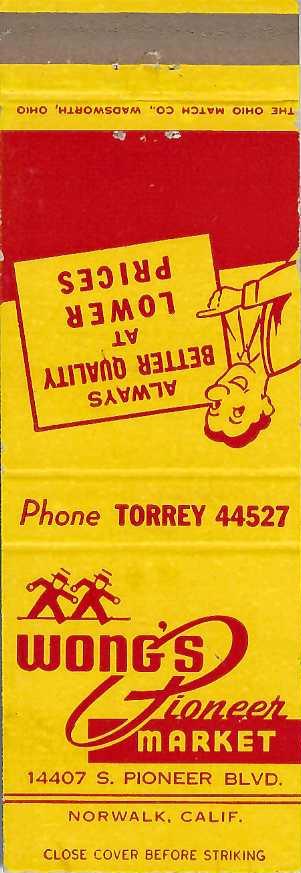 THE OHIO MATCH CO., WADSWORTH, OHIO
ALWAYS
BETTER QUALITY
AT
LOWER
PRICES
Phone TORREY 44527
WONG'S
Pioneer
MARKET
14407 S. PIONEER BLVD.
NORWALK, CALIF.
CLOSE COVER BEFORE STRIKING